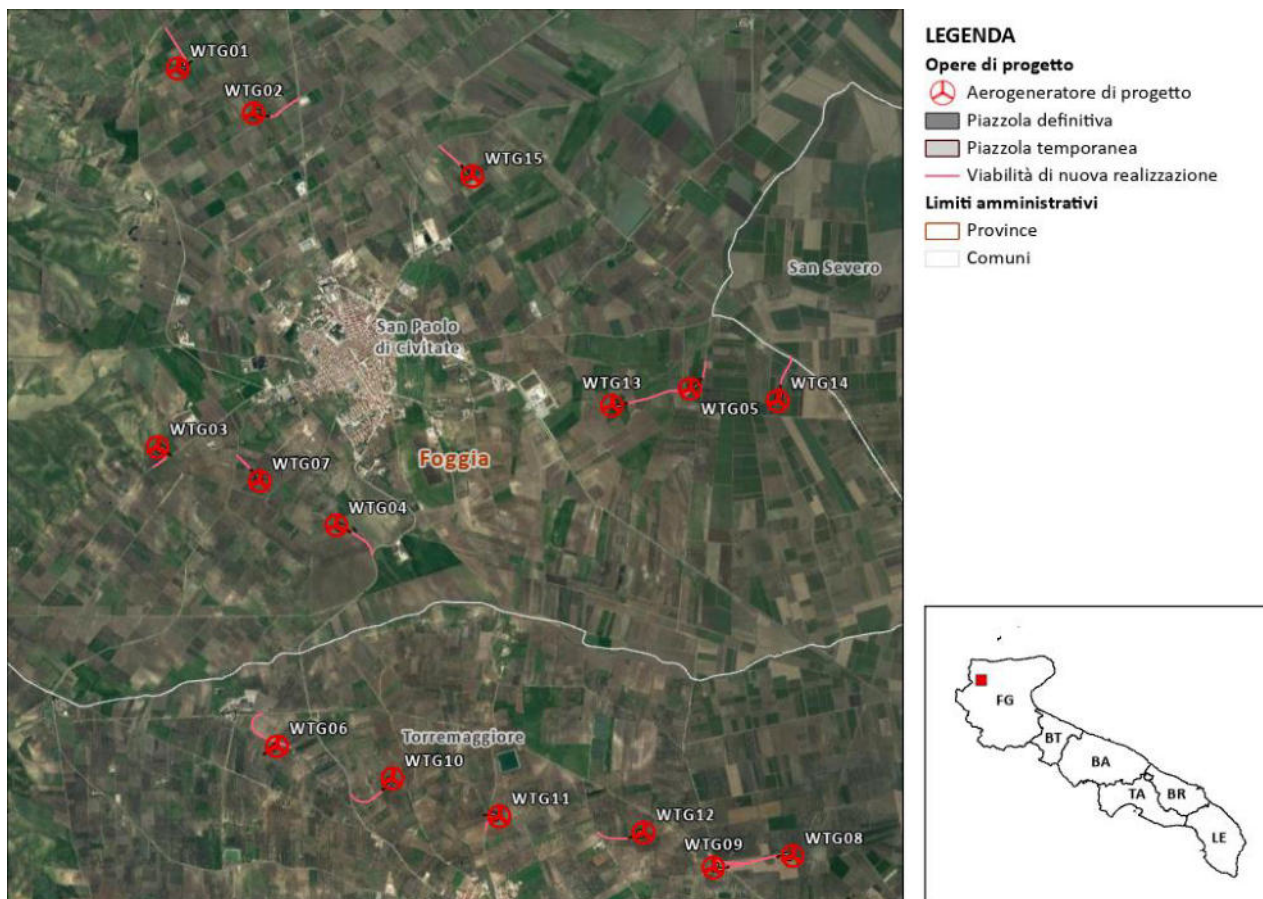 WTG01
WTG02
WTG15
San Severo
San Paolo
di Civitate
WTG13
WTG14
WTG05
WTG03
Foggia
WTG07
WTG04
WTG06
Torremaggiore
WTG10
WTG11
WTG12
WTG09
WTG08
LEGENDA
Opere di progetto
Aerogeneratore di progetto
Piazzola definitiva
Piazzola temporanea
Viabilità di nuova realizzazione
Limiti amministrativi
Province
Comuni
FG
BT
BA
TA
BR
LE